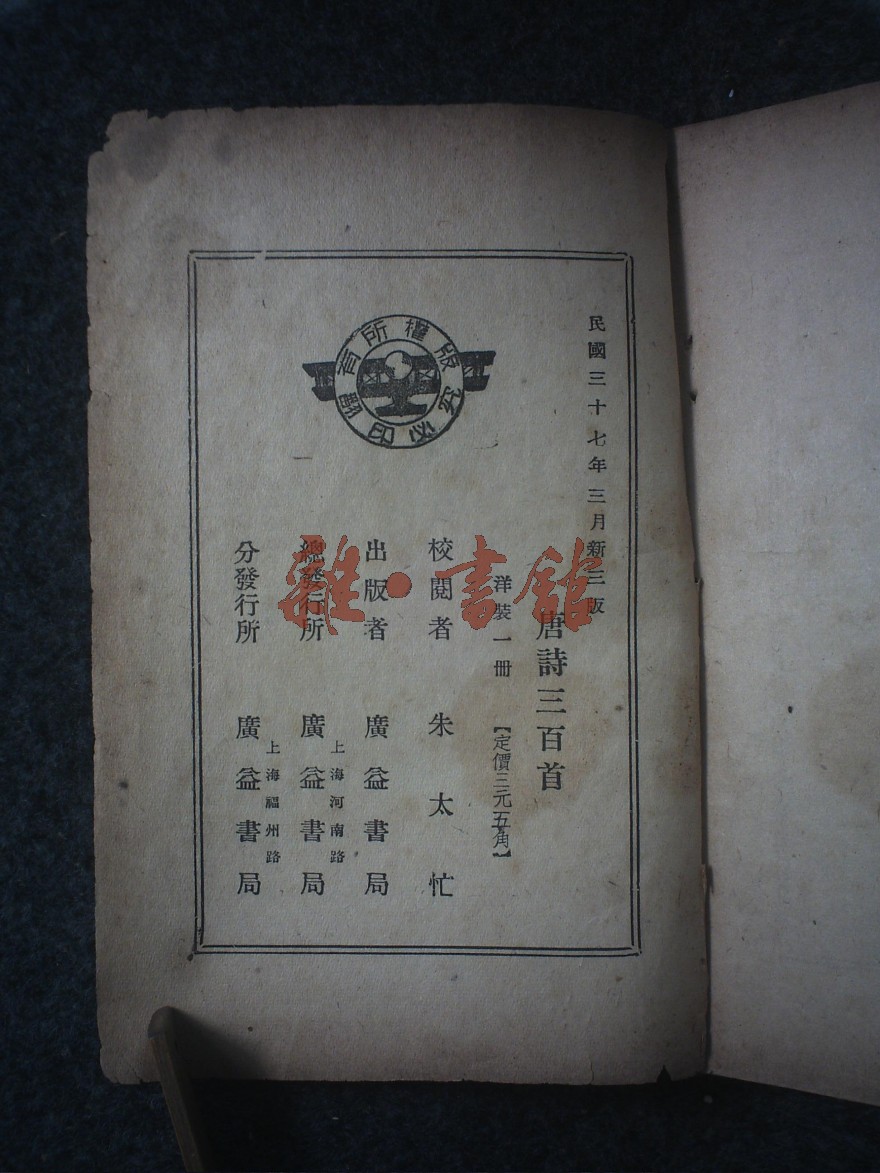 民國三十七年三月新三版
唐詩三百首
洋裝一冊
【定價三元五角】
校閱者 朱太忙
出版者 廣益書局
上海河南路
總發行所 廣益書局
上海福州路
分發行所 廣益書局
版權所有
翻印必究
雜·書館